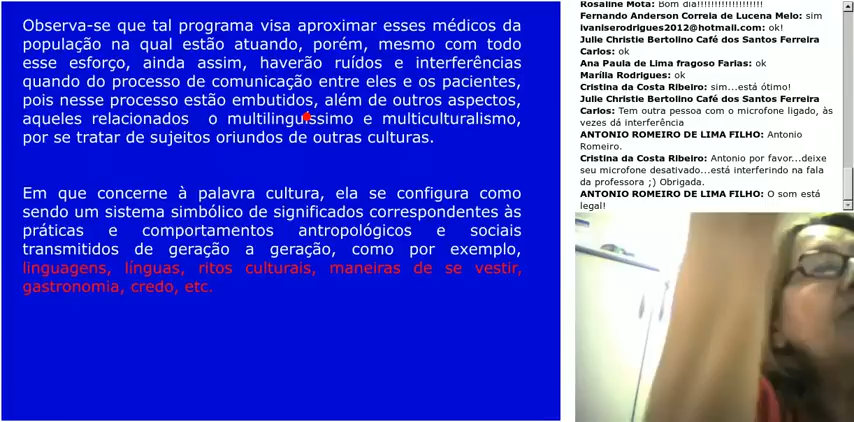 Observa-se que tal programa visa aproximar esses médicos da
população na qual estão atuando, porém, mesmo com todo
esse esforço, ainda assim, haverão ruídos e interferências
quando do processo de comunicação entre eles e os pacientes,
pois nesse processo estão embutidos, além de outros aspectos,
aqueles relacionados o multilinguissimo e multiculturalismo,
por se tratar de sujeitos oriundos de outras culturas.
Em que concerne à palavra cultura, ela se configura como
sendo um sistema simbólico de significados correspondentes às
práticas e comportamentos antropológicos e sociais
transmitidos de geração a geração, como por exemplo,
linguagens, línguas, ritos culturais, maneiras de se vestir,
gastronomia, credo, etc.
Rosaline Mota: Bom dia!!!!!!!!!!!!!!!!!!!
Fernando Anderson Correia de Lucena Melo: sim
ivaniserodrigues2012@hotmail.com: ok!
Julie Christie Bertolino Café dos Santos Ferreira
Carlos: ok
Ana Paula de Lima fragoso Farias: ok
Marília Rodrigues: ok
Cristina da Costa Ribeiro: sim...está ótimo!
Julie Christie Bertolino Café dos Santos Ferreira
Carlos: Tem outra pessoa com o microfone ligado, às
vezes dá interferência
ANTONIO ROMEIRO DE LIMA FILHO: Antonio
Romeiro.
Cristina da Costa Ribeiro: Antonio por favor...deixe
seu microfone desativado...está interferindo na fala
da professora ;) Obrigada.
ANTONIO ROMEIRO DE LIMA FILHO: O som está
legal!